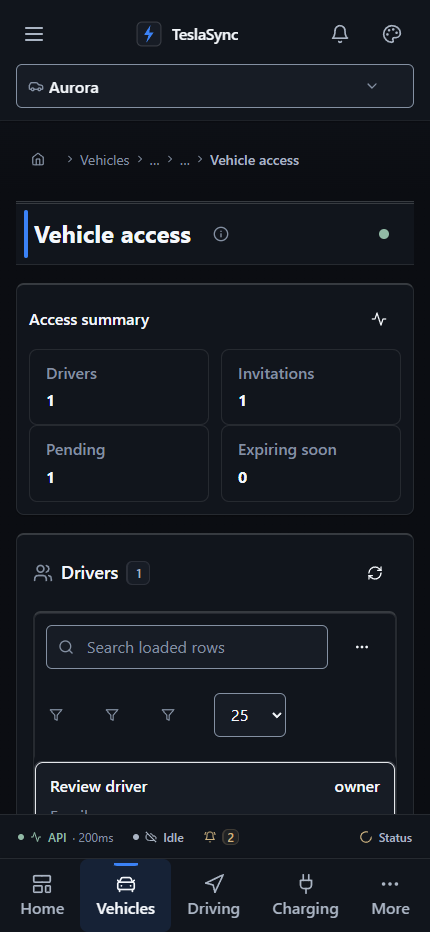 TeslaSync
Aurora
Vehicles > ... > ... > Vehicle access
Vehicle access
Access summary
Drivers
1
Invitations
1
Pending
1
Expiring soon
0
Drivers 1
Search loaded rows
25
Review driver owner
API · 200ms Idle 2 Status
Home Vehicles Driving Charging More